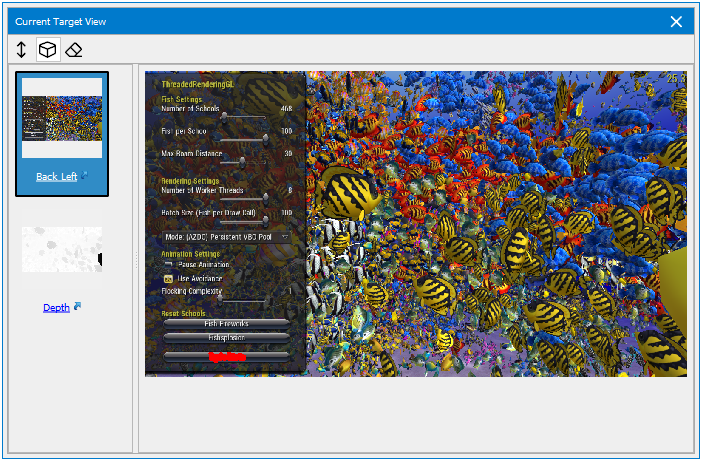 Current Target View
Back Left
Depth
25.3
ThreadedRenderingGL
Fish Settings
Number of Schools 468
Fish per School 100
Max Roam Distance 30
Rendering Settings
Number of Worker Threads 8
Batch Size (Fish per Draw Call) 100
Mode: (AZDO) Persistent VBO Pool
Animation Settings
Pause Animation
Use Avoidance
Flocking Complexity 1
Reset Schools
Fish Fireworks
Fishsplosion